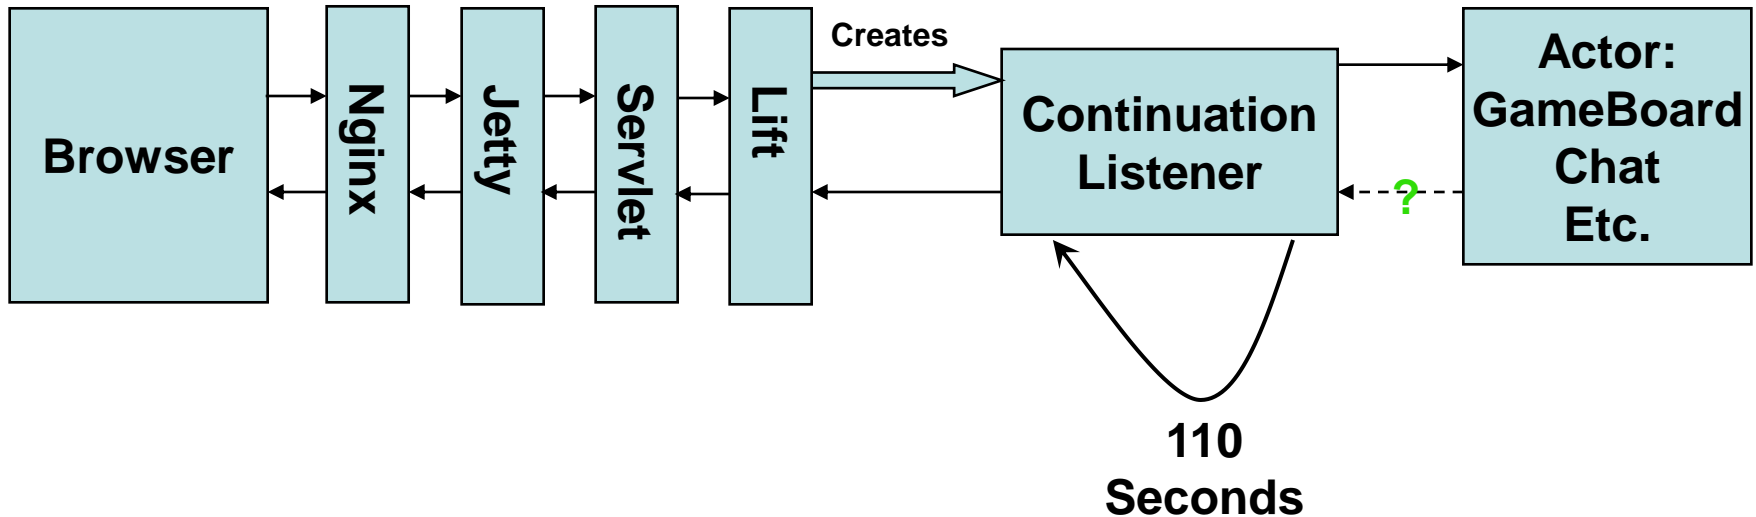 Browser
Nginx
Jetty
Servlet
Lift
Creates
Continuation
Listener
110
Seconds
?
Actor:
GameBoard
Chat
Etc.